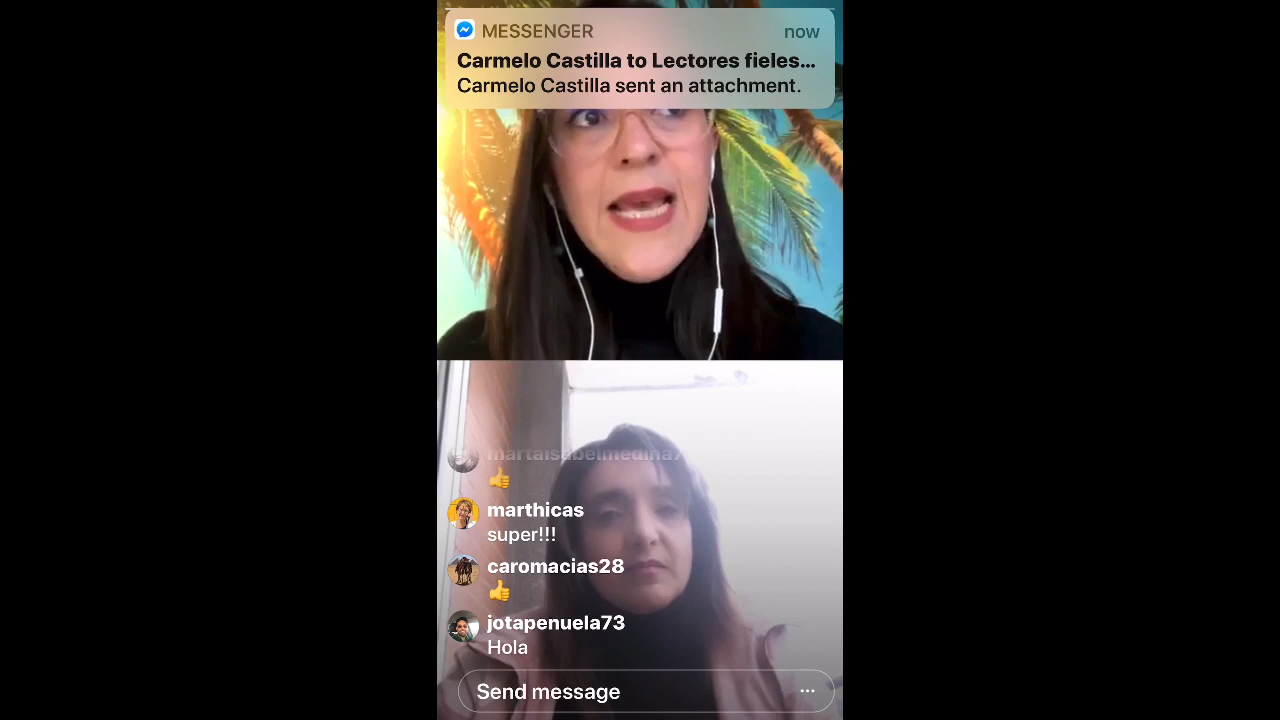 MESSENGER now
Carmelo Castilla to Lectores fieles...
Carmelo Castilla sent an attachment.
martaisabelmedina7
👍
marthicas
super!!!
caromacias28
👍
jotapenuela73
Hola
Send message ...